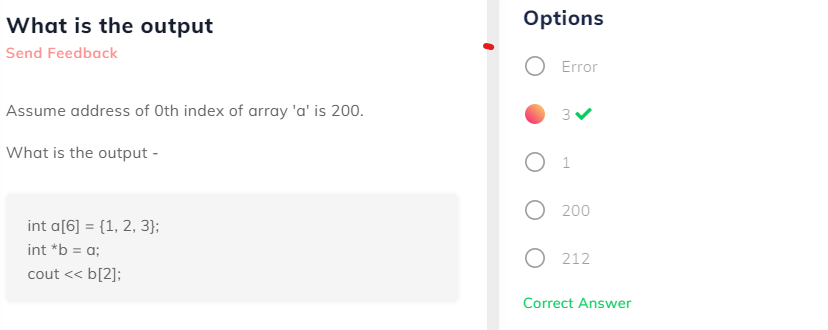 What is the output
Send Feedback
Assume address of 0th index of array 'a' is 200.
What is the output -
int a[6] = {1, 2, 3};
int *b = a;
cout << b[2];
Options
Error
3
1
200
212
Correct Answer